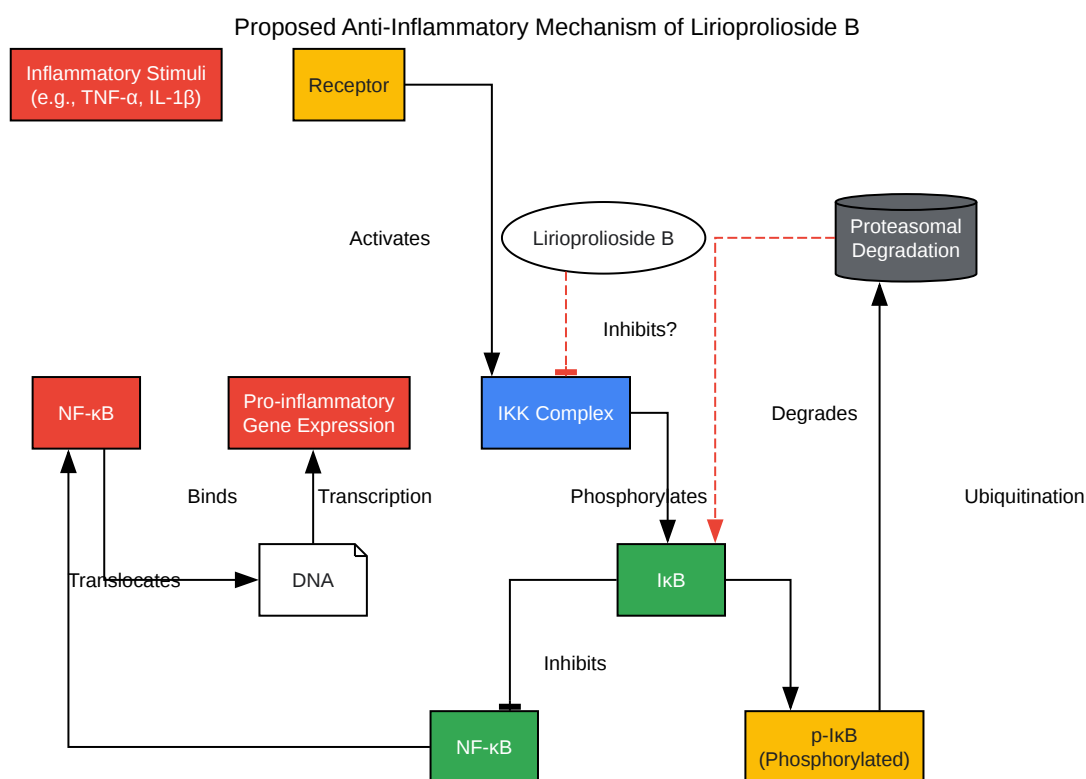 Proposed Anti-Inflammatory Mechanism of Lirioprolioside B
Inflammatory Stimuli
(e.g., TNF-α, IL-1β)
Receptor
Activates
Lirioprolioside B
Proteasomal
Degradation
Inhibits?
NF-κB
Pro-inflammatory
Gene Expression
IKK Complex
Degrades
Binds
Transcription
Phosphorylates
Ubiquitination
Translocates
DNA
IκB
Inhibits
NF-κB
p-IκB
(Phosphorylated)